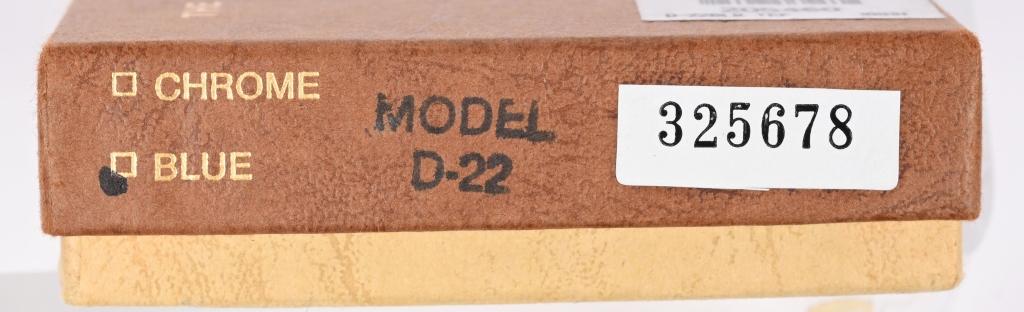 ☐ CHROME
☐ BLUE
MODEL
D-22
325678